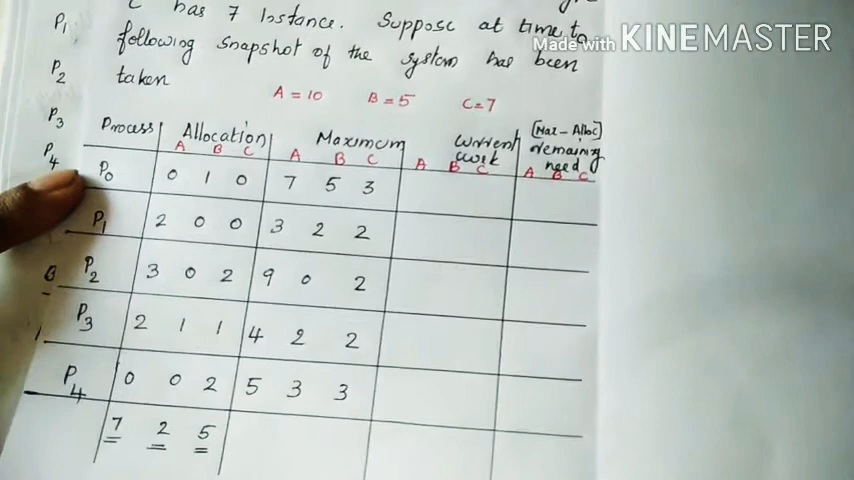 C has 7 Instance. Suppose at time to
following snapshot of the system has been
taken
Made with KINEMASTER
A = 10 B = 5 C = 7
P1
P2
P3
P4
Process Allocation Maximum Current work [Max - Alloc] remaining need
A B C A B C A B C A B C
P0 0 1 0 7 5 3
P1 2 0 0 3 2 2
P2 3 0 2 9 0 2
P3 2 1 1 4 2 2
P4 0 0 2 5 3 3
7 2 5